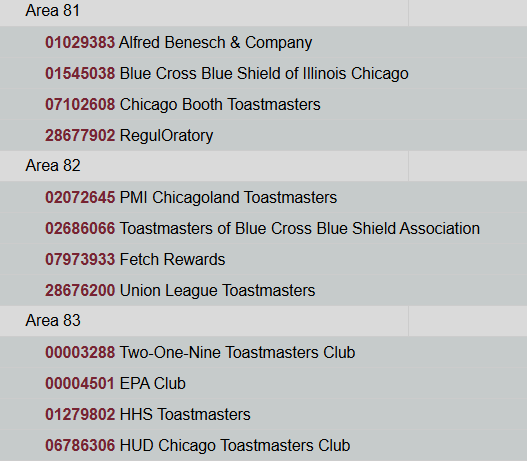 Area 81
01029383 Alfred Benesch & Company
01545038 Blue Cross Blue Shield of Illinois Chicago
07102608 Chicago Booth Toastmasters
28677902 RegulOratory
Area 82
02072645 PMI Chicagoland Toastmasters
02686066 Toastmasters of Blue Cross Blue Shield Association
07973933 Fetch Rewards
28676200 Union League Toastmasters
Area 83
00003288 Two-One-Nine Toastmasters Club
00004501 EPA Club
01279802 HHS Toastmasters
06786306 HUD Chicago Toastmasters Club